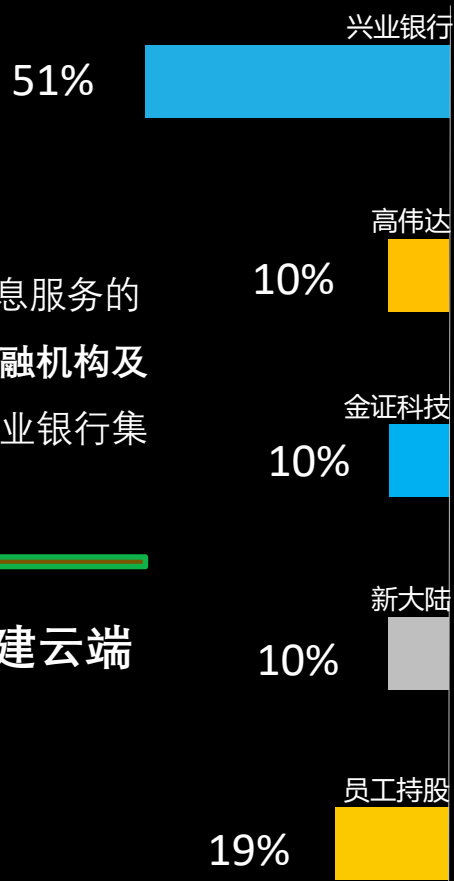 兴业银行
51%
高伟达
10%
息服务的
融机构及
业银行集
金证科技
10%
建云端
新大陆
10%
员工持股
19%